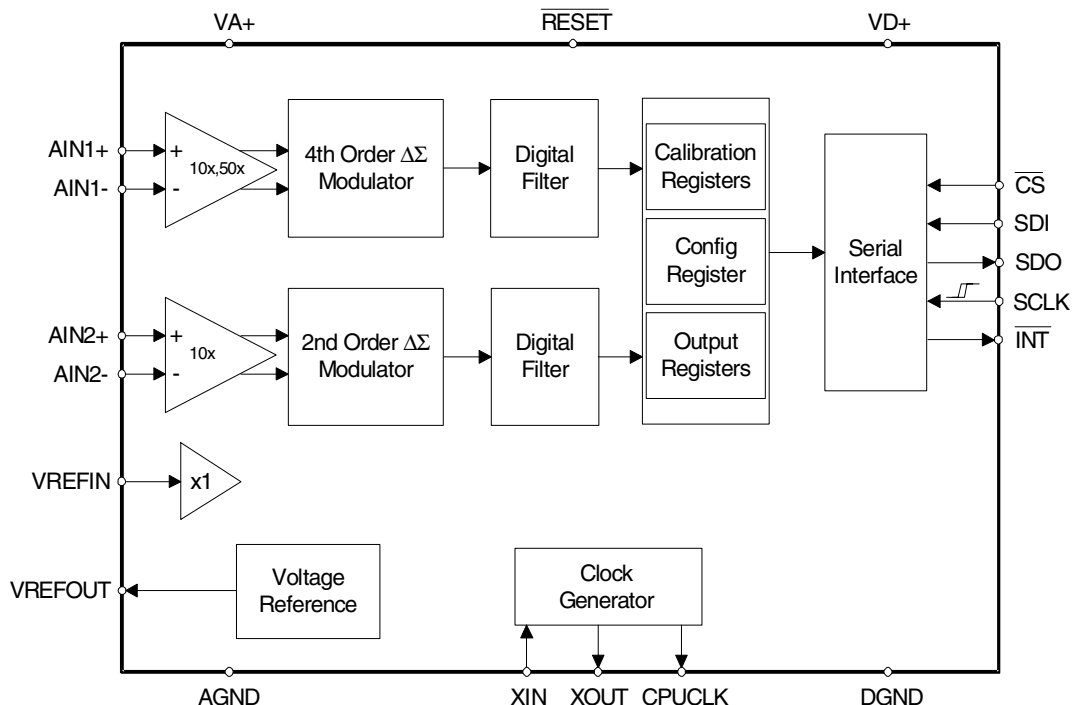 VA+
RESET
VD+
AIN1+
AIN1-
+
-
10x,50x
4th Order ΔΣ
Modulator
Digital
Filter
Calibration
Registers
Config
Register
Output
Registers
Serial
Interface
CS
SDI
SDO
SCLK
INT
AIN2+
AIN2-
+
-
10x
2nd Order ΔΣ
Modulator
Digital
Filter
VREFIN
x1
VREFOUT
Voltage
Reference
Clock
Generator
AGND
XIN
XOUT
CPUCLK
DGND